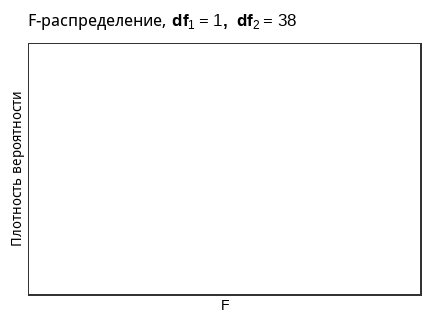 F-распределение, df₁ = 1, df₂ = 38
Плотность вероятности
F